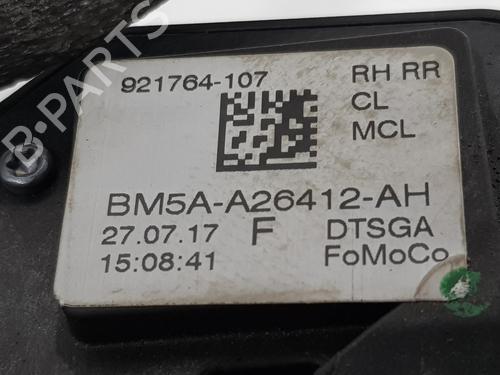 921764-107 RH RR
CL
MCL
BM5A-A26412-AH
27.07.17 F DTSGA
15:08:41 FoMoCo
B-PARTS